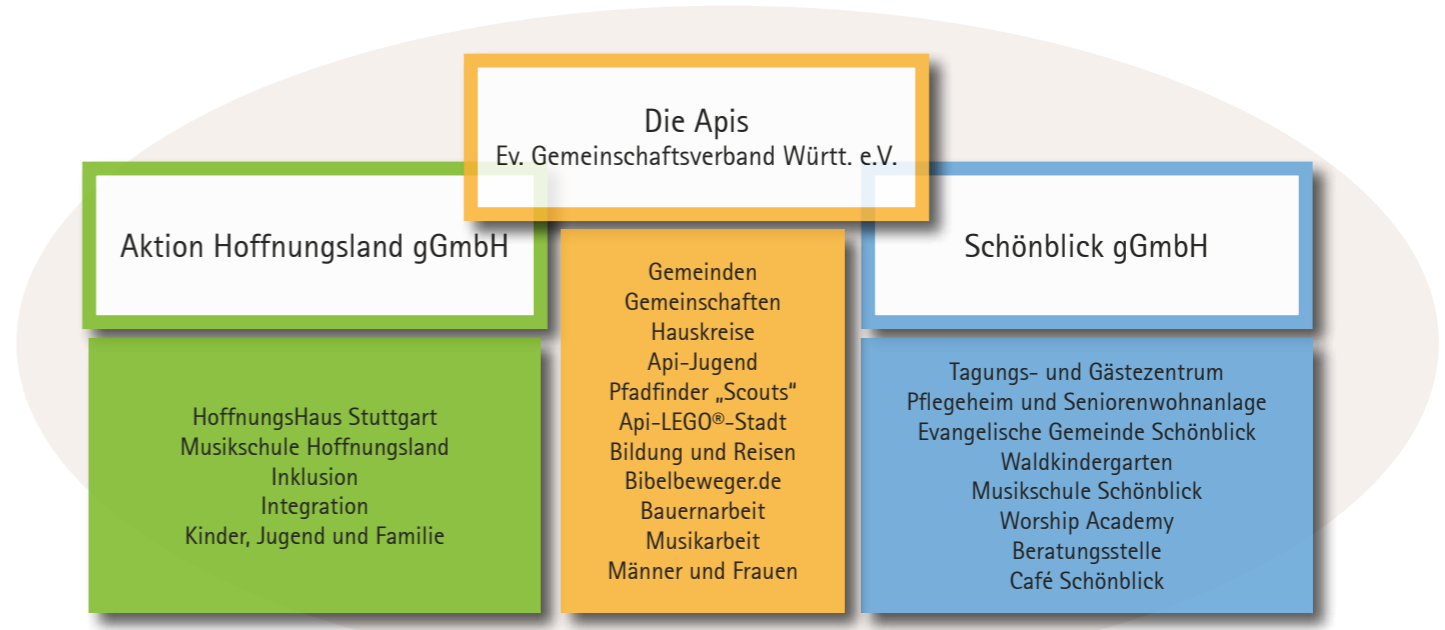 Die Apis
Ev. Gemeinschaftsverband Württ. e.V.
Aktion Hoffnungsland gGmbH
Schönblick gGmbH
HoffnungsHaus Stuttgart
Musikschule Hoffnungsland
Inklusion
Integration
Kinder, Jugend und Familie
Gemeinden
Gemeinschaften
Hauskreise
Api-Jugend
Pfadfinder „Scouts“
Api-LEGO®-Stadt
Bildung und Reisen
Bibelbeweger.de
Bauernarbeit
Musikarbeit
Männer und Frauen
Tagungs- und Gästezentrum
Pflegeheim und Seniorenwohnanlage
Evangelische Gemeinde Schönblick
Waldkindergarten
Musikschule Schönblick
Worship Academy
Beratungsstelle
Café Schönblick